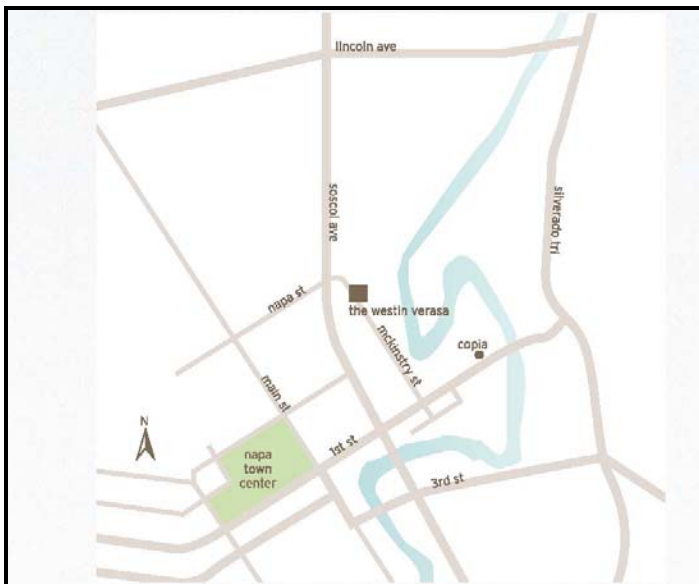 lincoln ave
soscol ave
silverado trl
napa st
the westin verasa
mckinstry st
copia
main st
N
1st st
napa
town
center
3rd st